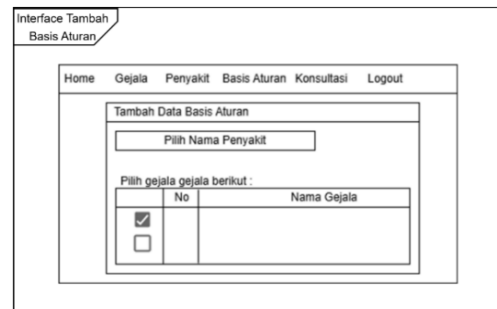 Interface Tambah
Basis Aturan
Home Gejala Penyakit Basis Aturan Konsultasi Logout
Tambah Data Basis Aturan
Pilih Nama Penyakit
Pilih gejala gejala berikut :
No Nama Gejala